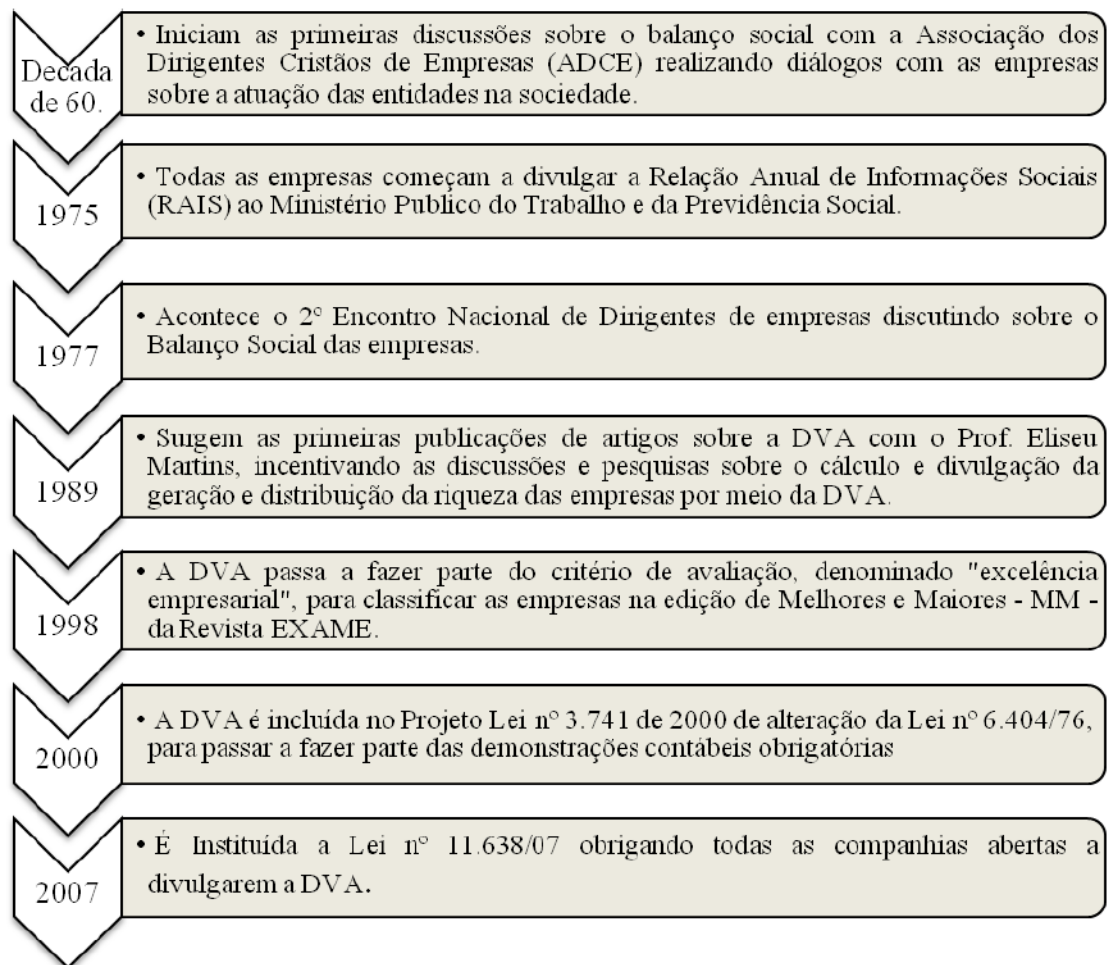 Decada
de 60.
• Iniciam as primeiras discussões sobre o balanço social com a Associação dos
Dirigentes Cristãos de Empresas (ADCE) realizando diálogos com as empresas
sobre a atuação das entidades na sociedade.
1975
• Todas as empresas começam a divulgar a Relação Anual de Informações Sociais
(RAIS) ao Ministério Publico do Trabalho e da Previdência Social.
1977
• Acontece o 2º Encontro Nacional de Dirigentes de empresas discutindo sobre o
Balanço Social das empresas.
1989
• Surgem as primeiras publicações de artigos sobre a DVA com o Prof. Eliseu
Martins, incentivando as discussões e pesquisas sobre o cálculo e divulgação da
geração e distribuição da riqueza das empresas por meio da DVA.
1998
• A DVA passa a fazer parte do critério de avaliação, denominado "excelência
empresarial", para classificar as empresas na edição de Melhores e Maiores - MM -
da Revista EXAME.
2000
• A DVA é incluída no Projeto Lei nº 3.741 de 2000 de alteração da Lei nº 6.404/76,
para passar a fazer parte das demonstrações contábeis obrigatórias
2007
• É Instituída a Lei nº 11.638/07 obrigando todas as companhias abertas a
divulgarem a DVA.